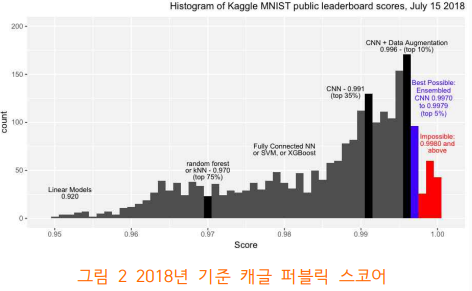 Histogram of Kaggle MNIST public leaderboard scores, July 15 2018
200
150
100
50
0
count
CNN + Data Augmentation
0.996 - (top 10%)
CNN - 0.991
(top 35%)
Best Possible:
Ensembled
CNN 0.9970
to 0.9979
(top 5%)
Impossible:
0.9980 and
above
Fully Connected NN
or SVM, or XGBoost
random forest
or kNN - 0.970
(top 75%)
Linear Models
0.920
0.95
0.96
0.97
0.98
0.99
1.00
Score
그림 2 2018년 기준 캐글 퍼블릭 스코어